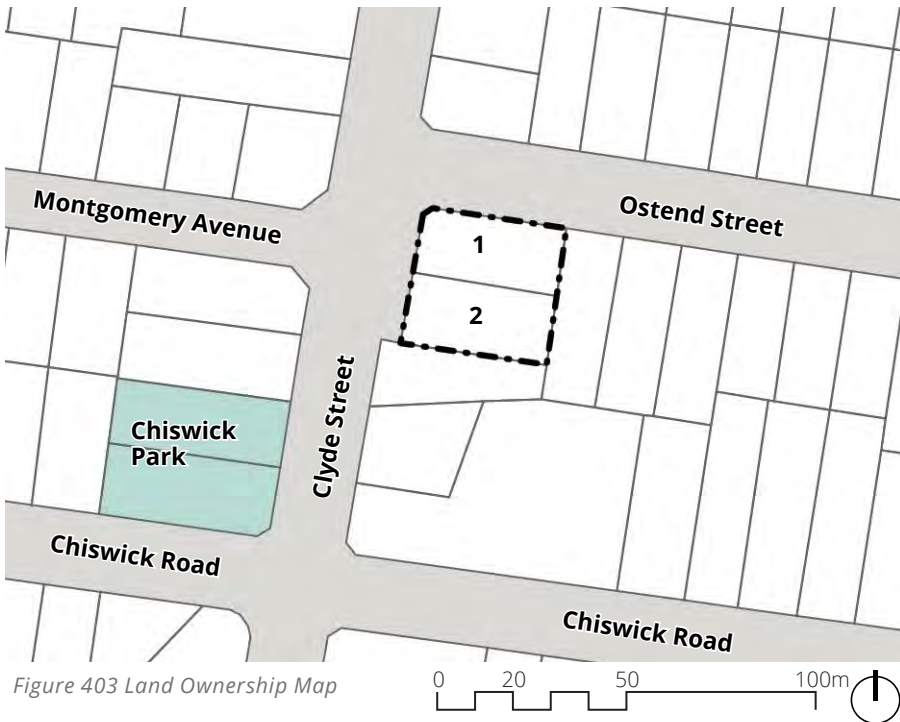 Montgomery Avenue
Ostend Street
1
2
Clyde Street
Chiswick
Park
Chiswick Road
Chiswick Road
Figure 403 Land Ownership Map
0 20 50 100m